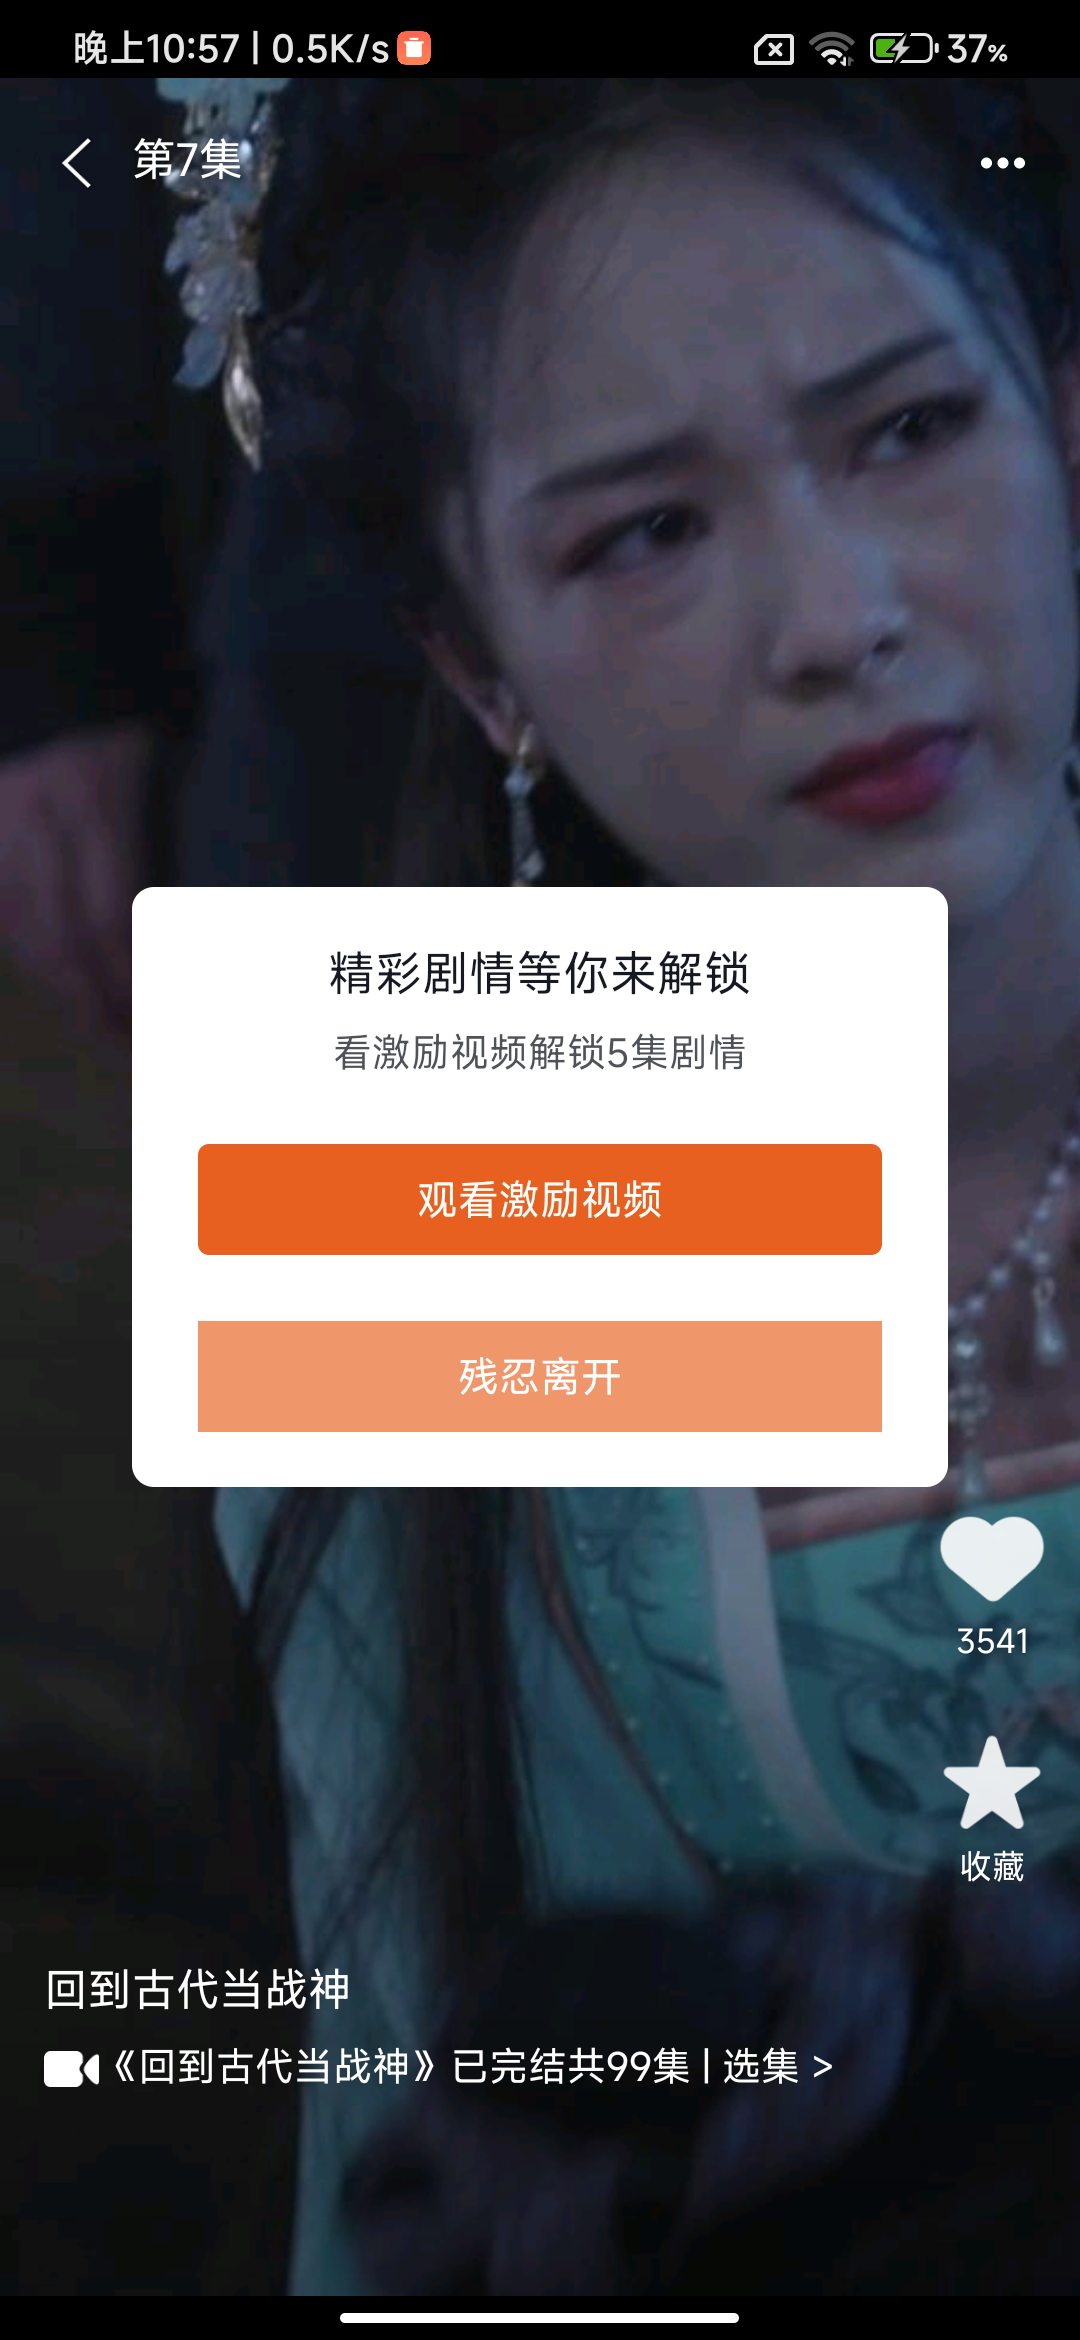 晚上10:57 | 0.5K/s
37%
第7集
精彩剧情等你来解锁
看激励视频解锁5集剧情
观看激励视频
残忍离开
3541
收藏
回到古代当战神
《回到古代当战神》已完结共99集 | 选集 >